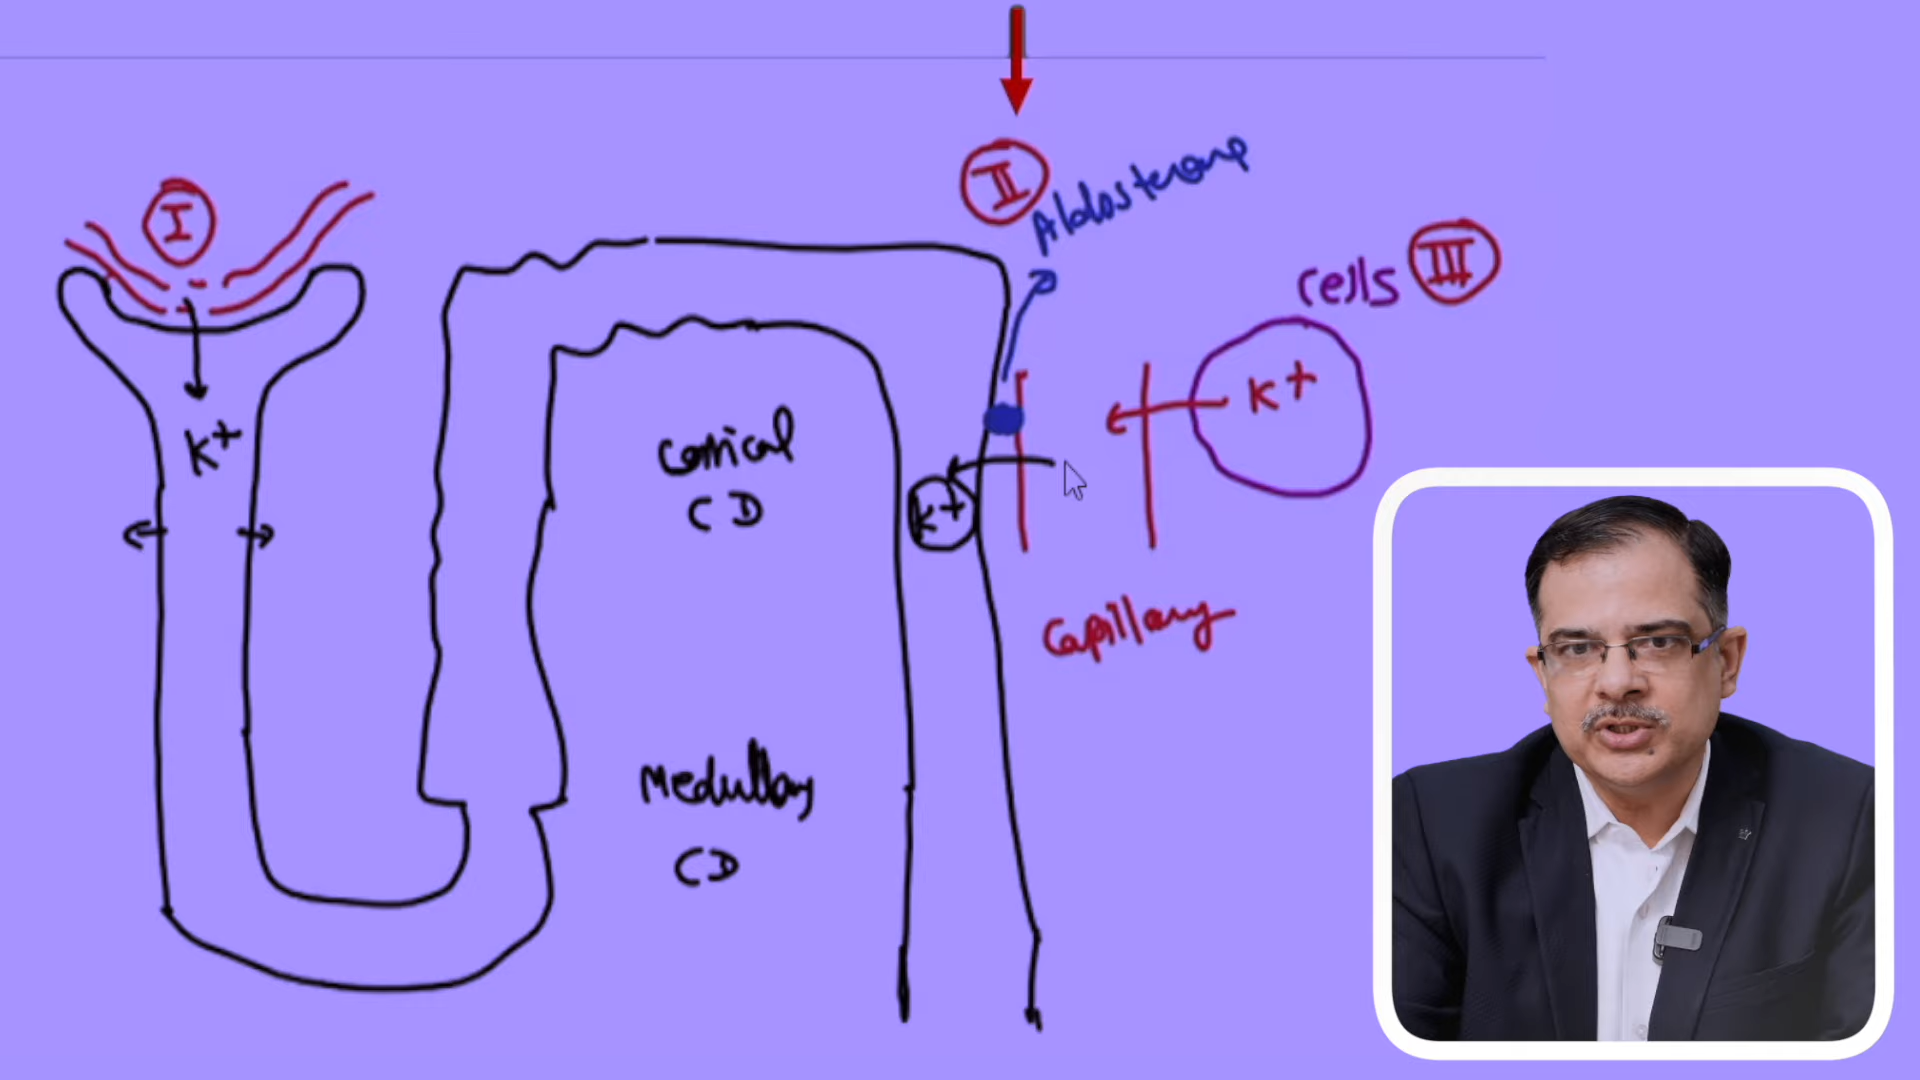 I
K+
II
Aldosterone
cells III
K+
Cortical
CD
K+
Capillary
Medullary
CD